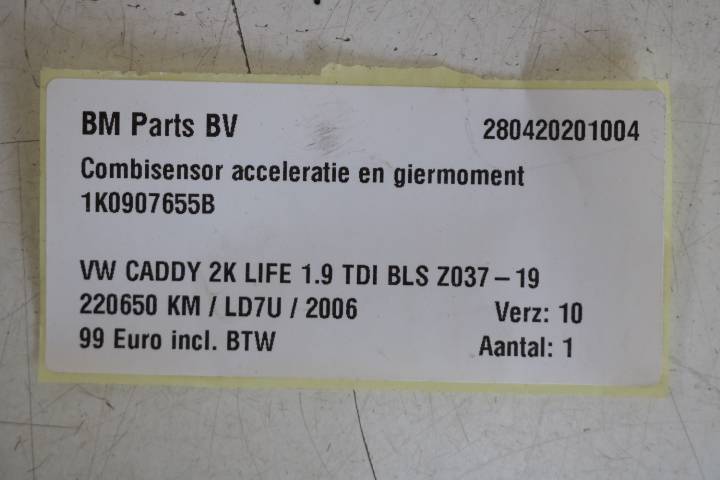 BM Parts BV 280420201004
Combisensor acceleratie en giermoment
1K0907655B
VW CADDY 2K LIFE 1.9 TDI BLS Z037-19
220650 KM / LD7U / 2006 Verz: 10
99 Euro incl. BTW Aantal: 1